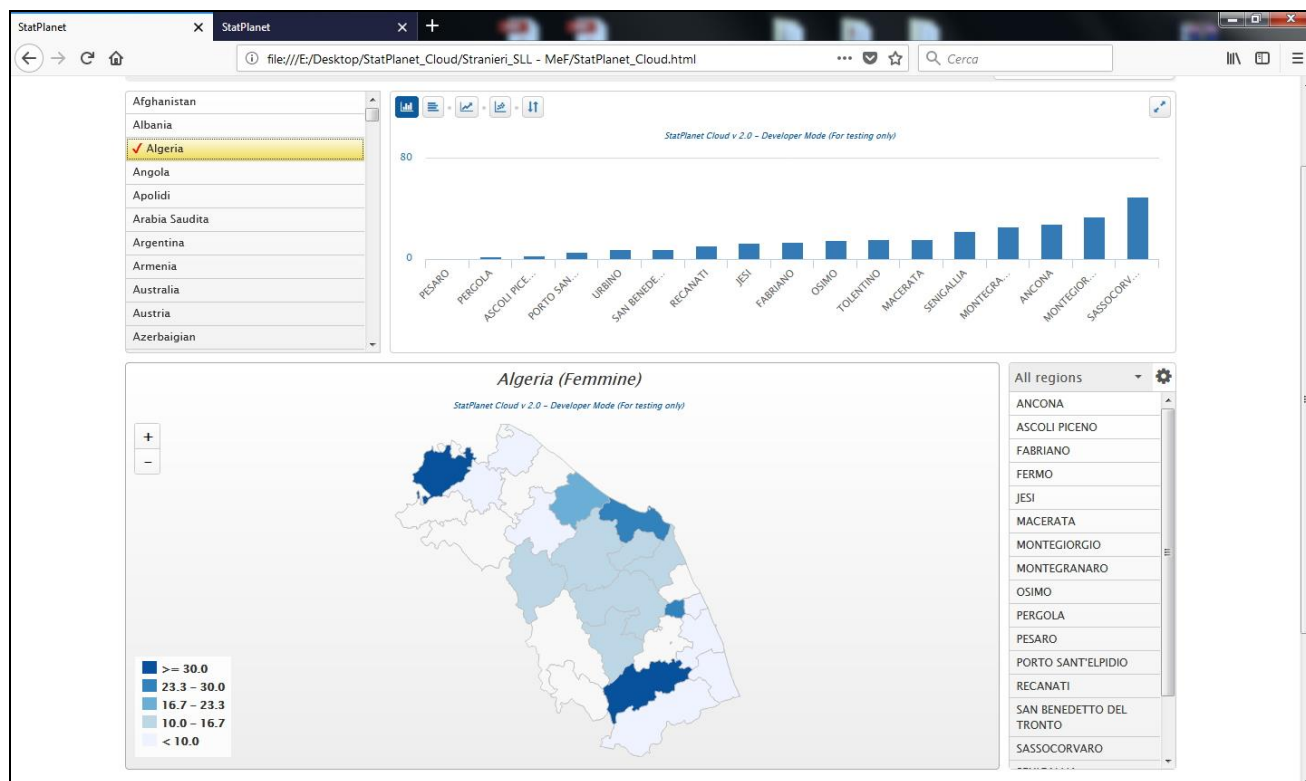 StatPlanet
StatPlanet
file:///E:/Desktop/StatPlanet_Cloud/Stranieri_SLL - MeF/StatPlanet_Cloud.html
Cerca
Afghanistan
Albania
Algeria
Angola
Apolidi
Arabia Saudita
Argentina
Armenia
Australia
Austria
Azerbaigian
StatPlanet Cloud v 2.0 – Developer Mode (For testing only)
80
0
PESARO
PERGOLA
ASCOLI PICE...
PORTO SAN...
URBINO
SAN BENEDE...
RECANATI
JESI
FABRIANO
OSIMO
TOLENTINO
MACERATA
SENIGALLIA
MONTEGRA...
ANCONA
MONTEGIOR...
SASSOCORV...
Algeria (Femmine)
StatPlanet Cloud v 2.0 – Developer Mode (For testing only)
+
–
>= 30.0
23.3 – 30.0
16.7 – 23.3
10.0 – 16.7
< 10.0
All regions
ANCONA
ASCOLI PICENO
FABRIANO
FERMO
JESI
MACERATA
MONTEGIORGIO
MONTEGRANARO
OSIMO
PERGOLA
PESARO
PORTO SANT'ELPIDIO
RECANATI
SAN BENEDETTO DEL
TRONTO
SASSOCORVARO